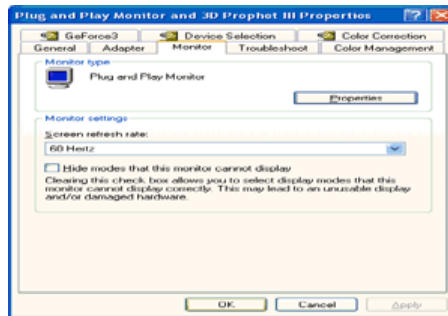 Plug and Play Monitor and 3D Prophet III Properties
GeForce3 Device Selection Color Correction
General Adapter Monitor Troubleshoot Color Management
Monitor type
Plug and Play Monitor
Properties
Monitor settings
Screen refresh rate:
60 Hertz
Hide modes that this monitor cannot display
Clearing this check box allows you to select display modes that this
monitor cannot display correctly. This may lead to an unusable display
and/or damaged hardware.
OK Cancel Apply